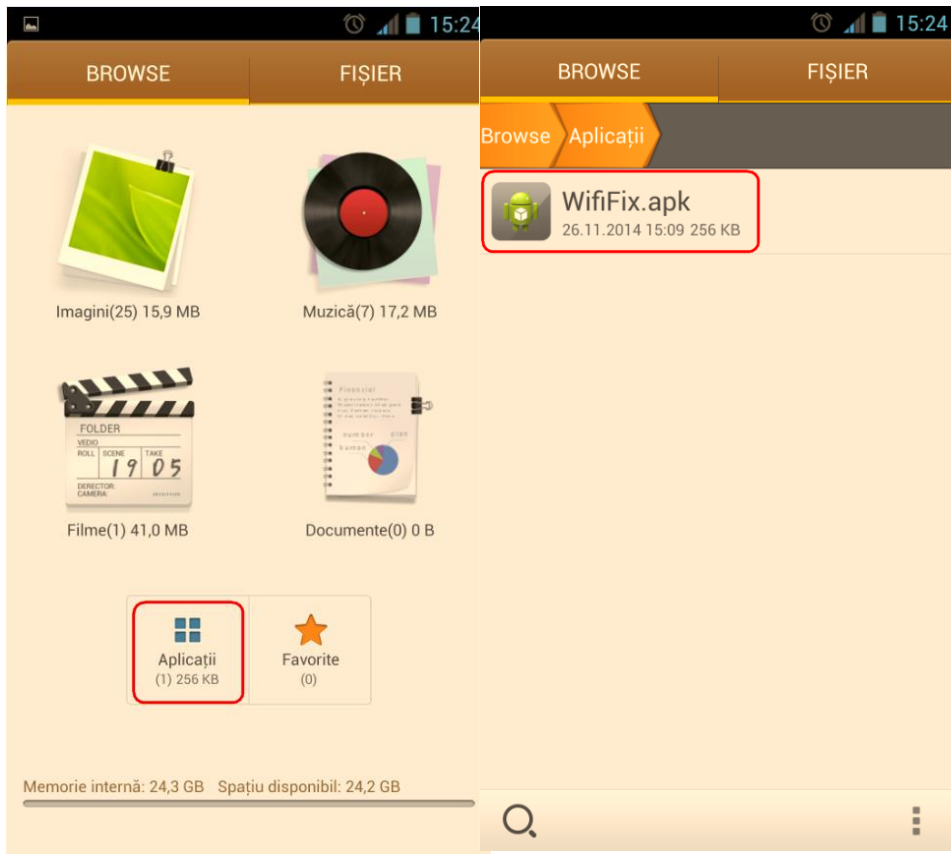 15:24
BROWSE FIȘIER
Imagini(25) 15,9 MB
Muzică(7) 17,2 MB
FOLDER
VEDIO
ROLL SCENE TAKE
19 05
DERECTOR:
CAMERA:
Financial
number plan
human
Filme(1) 41,0 MB
Documente(0) 0 B
Aplicații
(1) 256 KB
Favorite
(0)
Memorie internă: 24,3 GB Spațiu disponibil: 24,2 GB
15:24
BROWSE FIȘIER
Browse Aplicații
WifiFix.apk
26.11.2014 15:09 256 KB